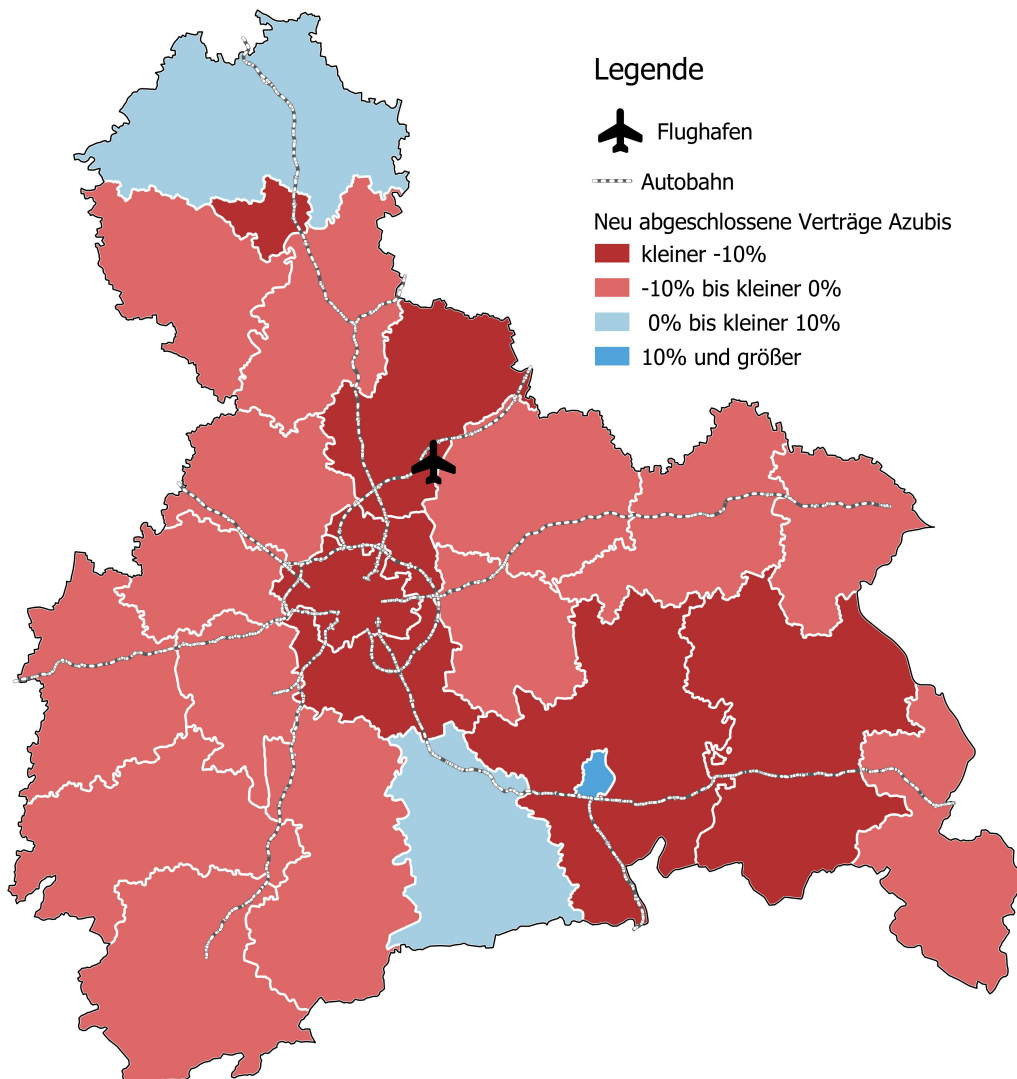 Legende
Flughafen
Autobahn
Neu abgeschlossene Verträge Azubis
kleiner -10%
-10% bis kleiner 0%
0% bis kleiner 10%
10% und größer